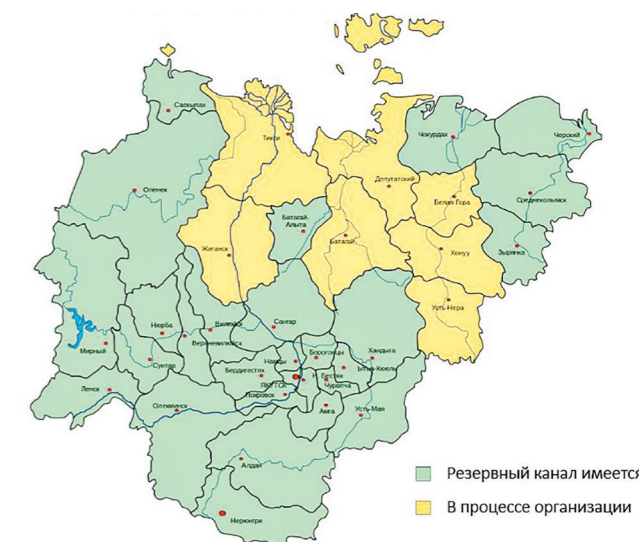 Саскылах
Тикси
Чокурдах
Черский
Оленек
Депутатский
Белая Гора
Среднеколымск
Батагай-
Алыта
Батагай
Хонуу
Зырянка
Жиганск
Усть-Нера
Сангар
Нюрба
Вилюйск
Верхневилюйск
Мирный
Сунтар
Намцы
Борогонцы
Хандыга
Ытык-Кюель
Бердигестях
Н. Бестях
Чурапча
Ленск
Покровск
Олекминск
Амга
Усть-Мая
Алдан
Нерюнгри
Резервный канал имеется
В процессе организации